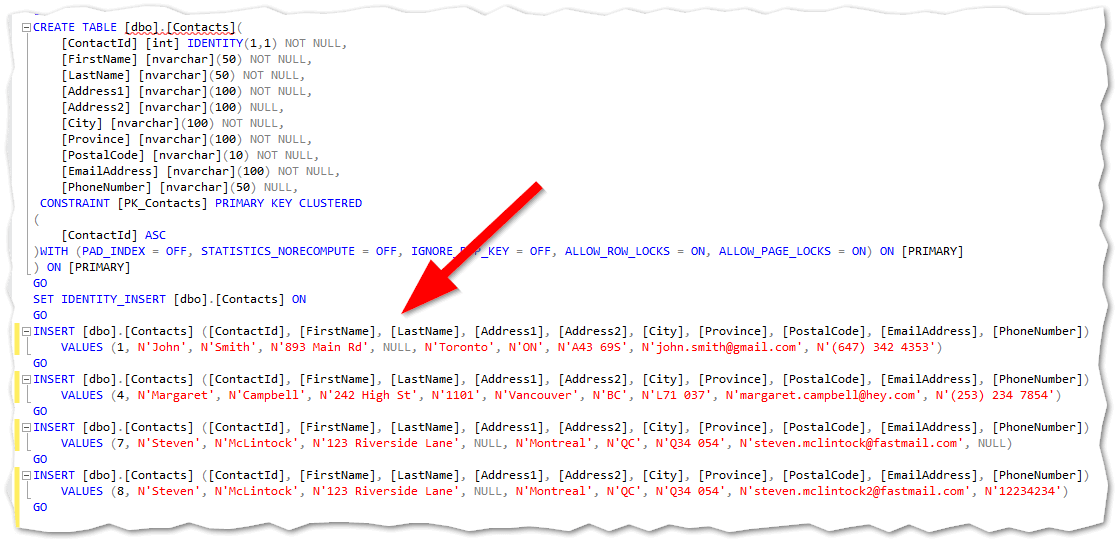 CREATE TABLE [dbo].[Contacts](
[ContactId] [int] IDENTITY(1,1) NOT NULL,
[FirstName] [nvarchar](50) NOT NULL,
[LastName] [nvarchar](50) NOT NULL,
[Address1] [nvarchar](100) NOT NULL,
[Address2] [nvarchar](100) NULL,
[City] [nvarchar](100) NOT NULL,
[Province] [nvarchar](100) NOT NULL,
[PostalCode] [nvarchar](10) NOT NULL,
[EmailAddress] [nvarchar](100) NOT NULL,
[PhoneNumber] [nvarchar](50) NULL,
CONSTRAINT [PK_Contacts] PRIMARY KEY CLUSTERED
(
[ContactId] ASC
)WITH (PAD_INDEX = OFF, STATISTICS_NORECOMPUTE = OFF, = OFF, ALLOW_ROW_LOCKS = ON, ALLOW_PAGE_LOCKS = ON) ON [PRIMARY]
) ON [PRIMARY]
GO
SET IDENTITY_INSERT [dbo].[Contacts] ON
GO
INSERT [dbo].[Contacts] ([ContactId], [FirstName], [LastName], [Address1], [Address2], [City], [Province], [PostalCode], [EmailAddress], [PhoneNumber])
VALUES (1, N'John', N'Smith', N'893 Main Rd', NULL, N'Toronto', N'ON', N'A43 69S', N'john.smith@gmail.com', N'(647) 342 4353')
GO
INSERT [dbo].[Contacts] ([ContactId], [FirstName], [LastName], [Address1], [Address2], [City], [Province], [PostalCode], [EmailAddress], [PhoneNumber])
VALUES (4, N'Margaret', N'Campbell', N'242 High St', N'1101', N'Vancouver', N'BC', N'L71 037', N'margaret.campbell@hey.com', N'(253) 234 7854')
GO
INSERT [dbo].[Contacts] ([ContactId], [FirstName], [LastName], [Address1], [Address2], [City], [Province], [PostalCode], [EmailAddress], [PhoneNumber])
VALUES (7, N'Steven', N'McLintock', N'123 Riverside Lane', NULL, N'Montreal', N'QC', N'Q34 054', N'steven.mclintock@fastmail.com', NULL)
GO
INSERT [dbo].[Contacts] ([ContactId], [FirstName], [LastName], [Address1], [Address2], [City], [Province], [PostalCode], [EmailAddress], [PhoneNumber])
VALUES (8, N'Steven', N'McLintock', N'123 Riverside Lane', NULL, N'Montreal', N'QC', N'Q34 054', N'steven.mclintock2@fastmail.com', N'12234234')
GO